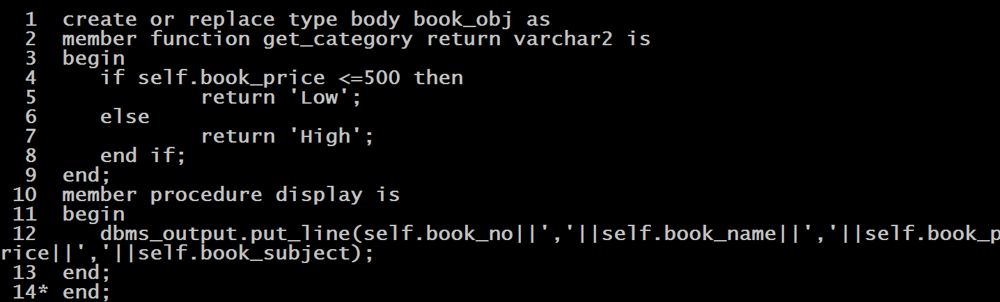 1  create or replace type body book_obj as
2  member function get_category return varchar2 is
3  begin
4     if self.book_price <=500 then
5             return 'Low';
6     else
7             return 'High';
8     end if;
9  end;
10  member procedure display is
11  begin
12     dbms_output.put_line(self.book_no||','||self.book_name||','||self.book_p
rice||','||self.book_subject);
13  end;
14* end;